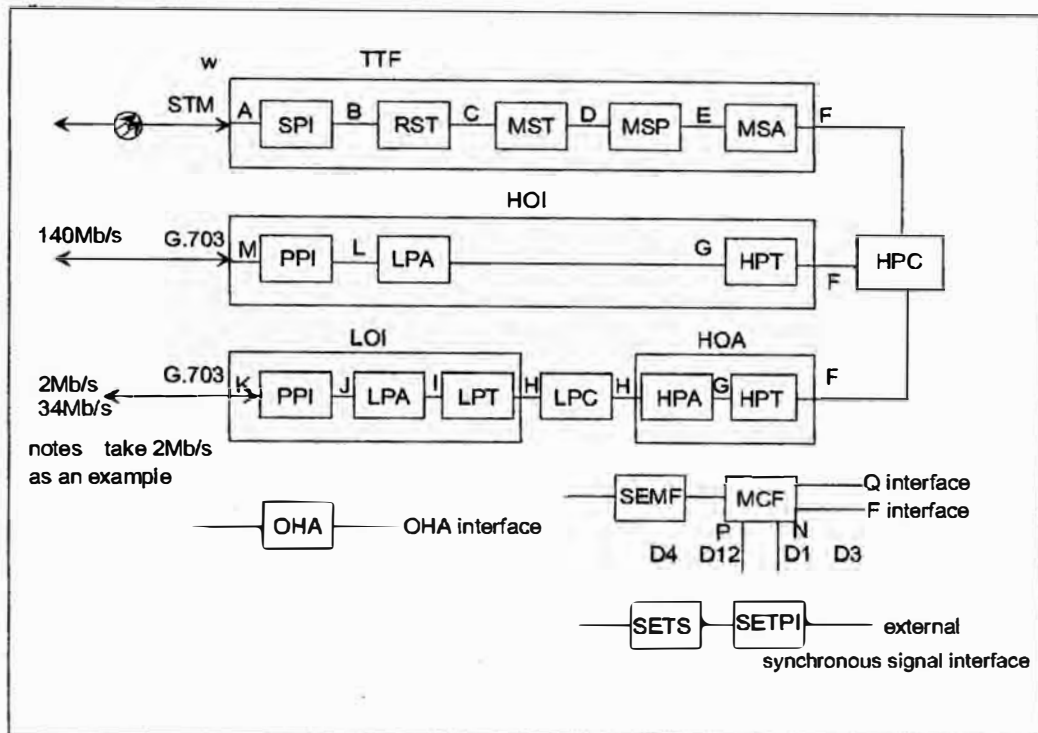 w TTF
STM A SPI B RST C MST D MSP E MSA F
HOI
140Mb/s G.703 M PPI L LPA G HPT F HPC
LOI HOA
2Mb/s G.703 K PPI J LPA I LPT H LPC H HPA G HPT F
34Mb/s
notes take 2Mb/s
as an example
SEMF MCF Q interface
F interface
P N
D4 D12 D1 D3
OHA OHA interface
SETS SETPI external
synchronous signal interface